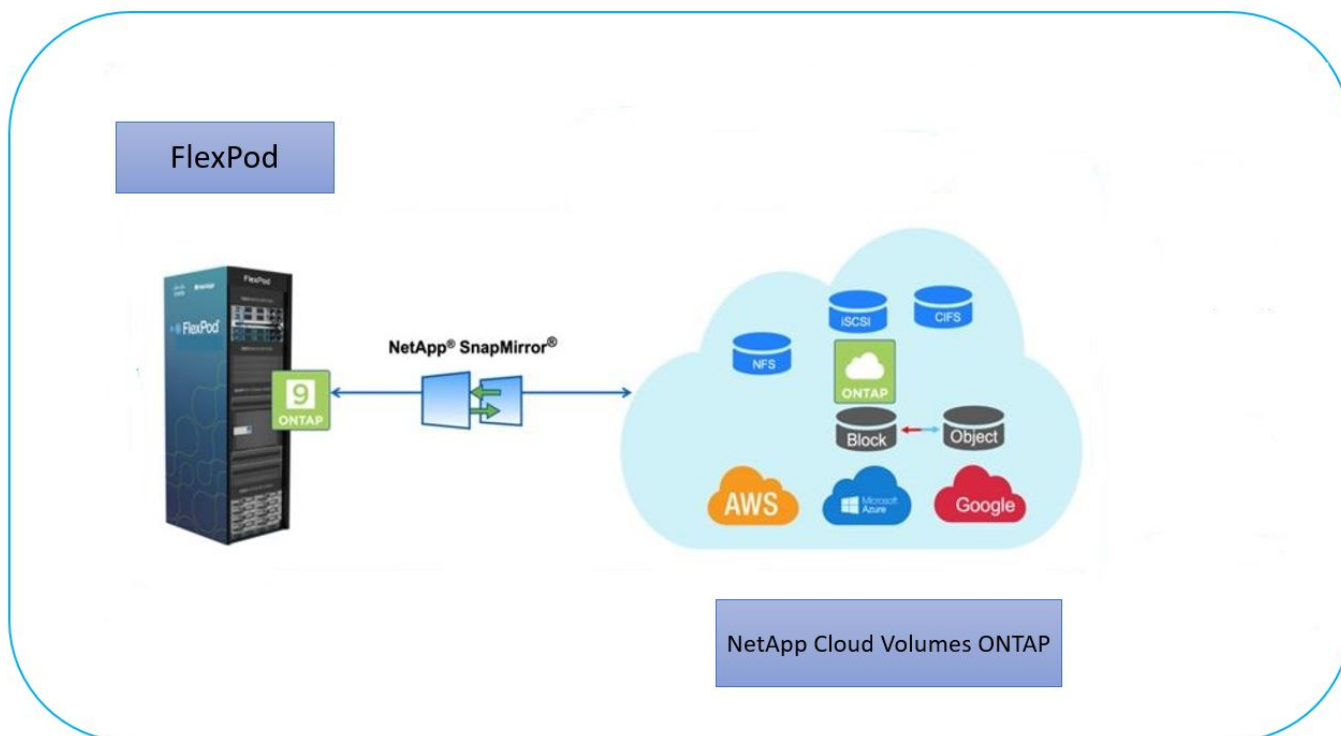 FlexPod
FlexPod
FlexPod
9
ONTAP
NetApp® SnapMirror®
iSCSI
CIFS
NFS
ONTAP
Block
Object
AWS
Microsoft
Azure
Google
NetApp Cloud Volumes ONTAP